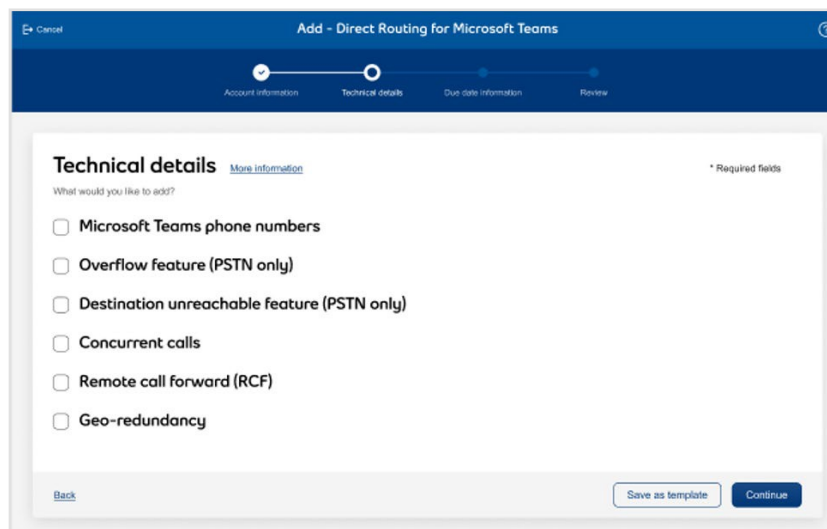 Cancel
Add - Direct Routing for Microsoft Teams
Account information
Technical details
Due date information
Review
Technical details
More information
* Required fields
What would you like to add?
Microsoft Teams phone numbers
Overflow feature (PSTN only)
Destination unreachable feature (PSTN only)
Concurrent calls
Remote call forward (RCF)
Geo-redundancy
Back
Save as template
Continue